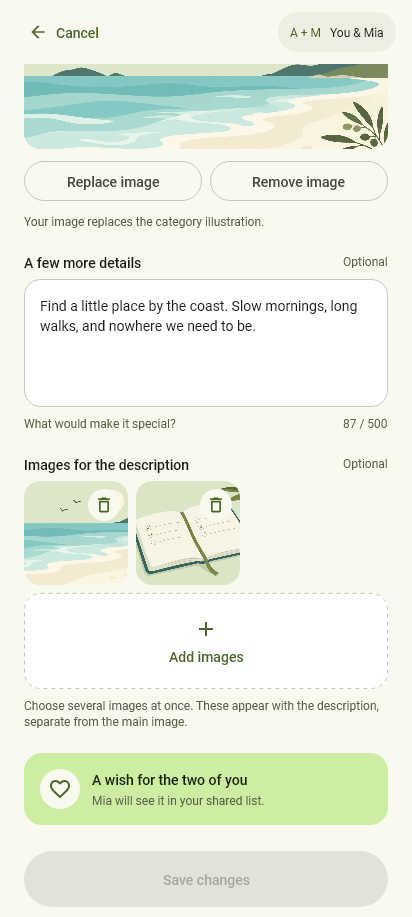 Cancel
A + M You & Mia
Replace image
Remove image
Your image replaces the category illustration.
A few more details
Optional
Find a little place by the coast. Slow mornings, long
walks, and nowhere we need to be.
What would make it special?
87 / 500
Images for the description
Optional
Add images
Choose several images at once. These appear with the description,
separate from the main image.
A wish for the two of you
Mia will see it in your shared list.
Save changes